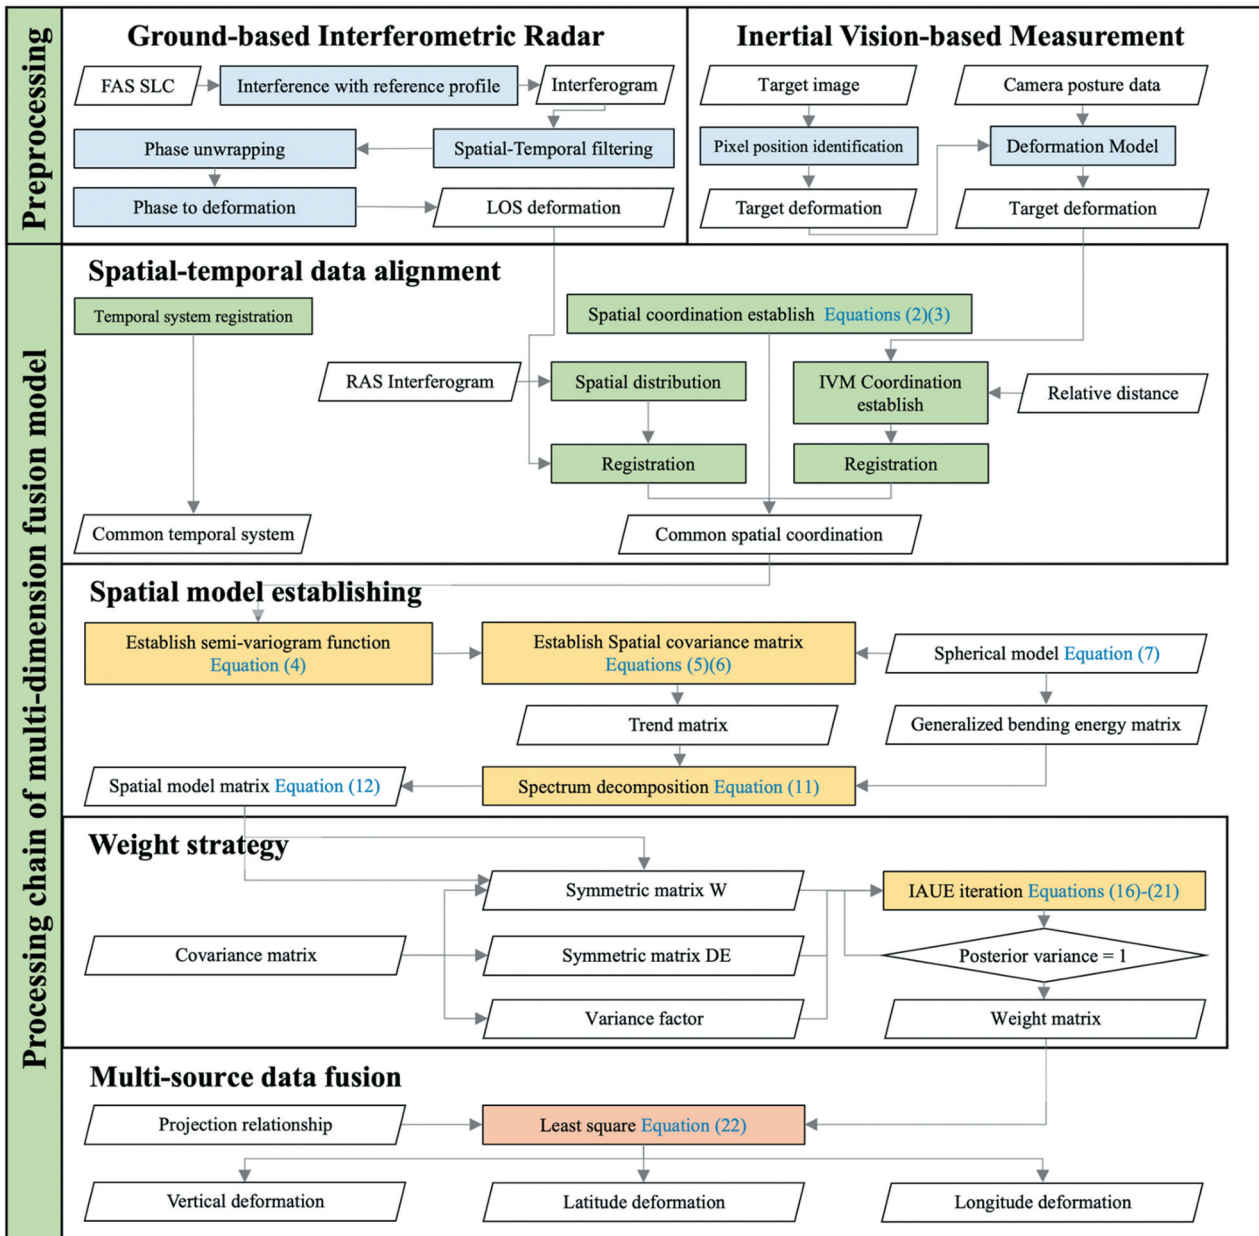 Preprocessing
Ground-based Interferometric Radar
FAS SLC
Interference with reference profile
Interferogram
Phase unwrapping
Spatial-Temporal filtering
Phase to deformation
LOS deformation
Inertial Vision-based Measurement
Target image
Camera posture data
Pixel position identification
Deformation Model
Target deformation
Target deformation
Processing chain of multi-dimension fusion model
Spatial-temporal data alignment
Temporal system registration
Spatial coordination establish Equations (2)(3)
RAS Interferogram
Spatial distribution
IVM Coordination
establish
Relative distance
Registration
Registration
Common temporal system
Common spatial coordination
Spatial model establishing
Establish semi-variogram function
Equation (4)
Establish Spatial covariance matrix
Equations (5)(6)
Spherical model Equation (7)
Trend matrix
Generalized bending energy matrix
Spatial model matrix Equation (12)
Spectrum decomposition Equation (11)
Weight strategy
Symmetric matrix W
IAUE iteration Equations (16)-(21)
Covariance matrix
Symmetric matrix DE
Posterior variance = 1
Variance factor
Weight matrix
Multi-source data fusion
Projection relationship
Least square Equation (22)
Vertical deformation
Latitude deformation
Longitude deformation